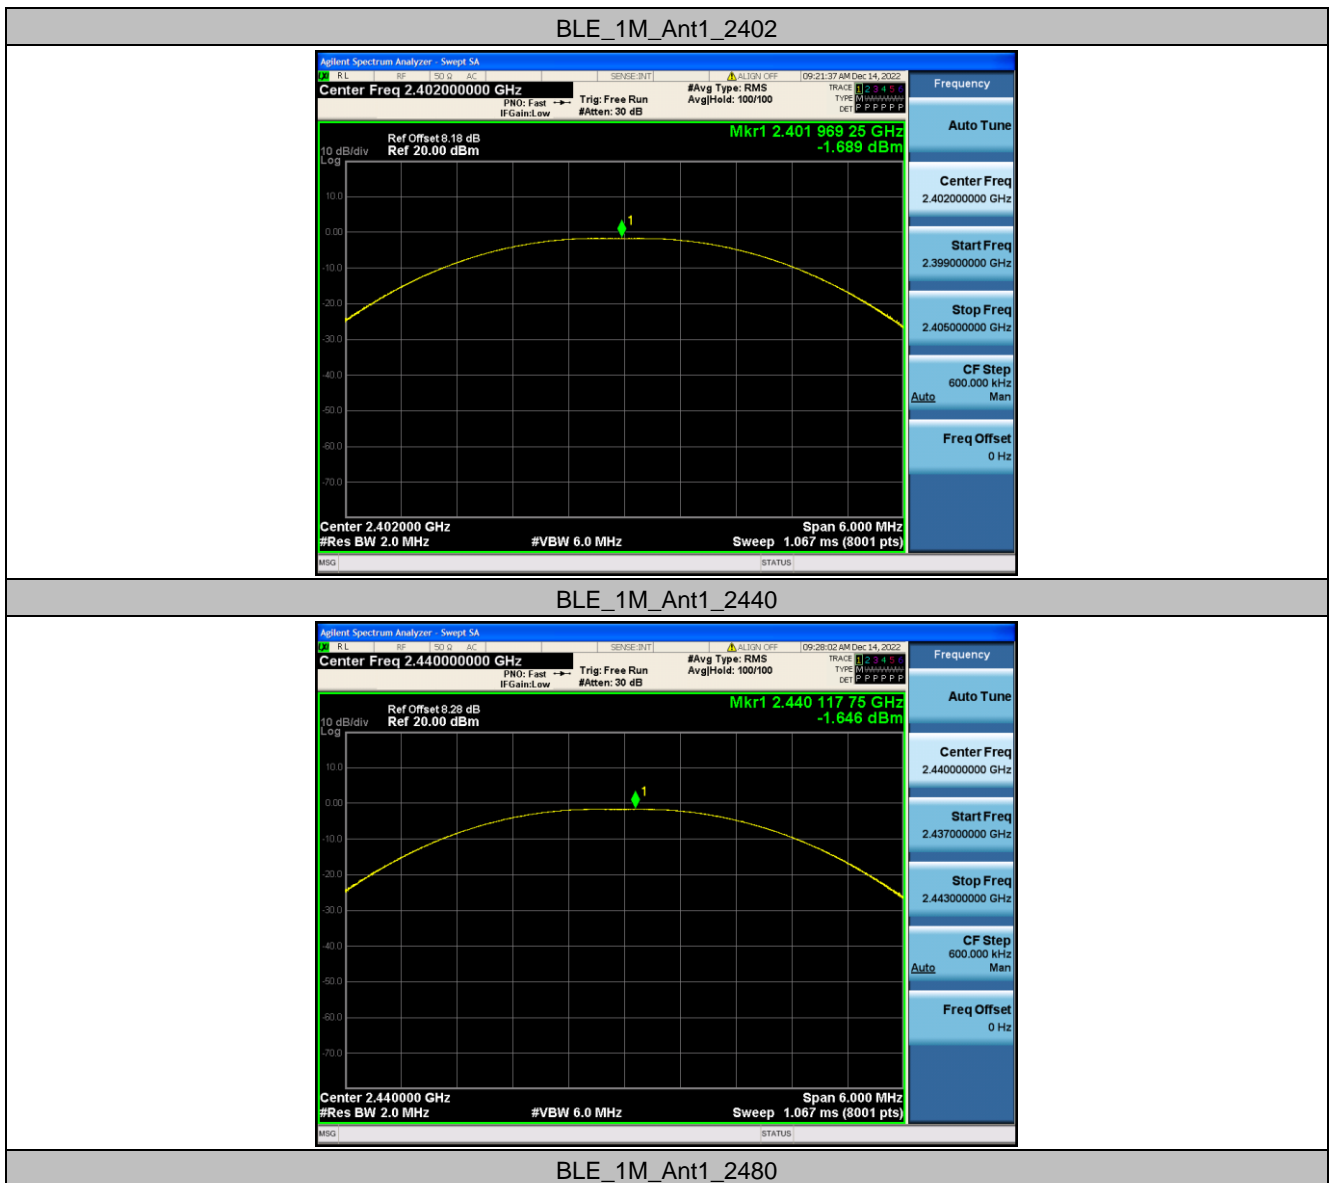 BLE_1M_Ant1_2402
Agilent Spectrum Analyzer - Swept SA
RL RF 50 Ω AC SENSE:INT ALIGN OFF 09:21:37 AM Dec 14, 2022
Center Freq 2.402000000 GHz
PNO: Fast
IFGain:Low
Trig: Free Run
#Atten: 30 dB
#Avg Type: RMS
Avg|Hold: 100/100
TRACE 1 2 3 4 5 6
TYPE M
DET P P P P P P
Frequency
Mkr1 2.401 969 25 GHz
-1.689 dBm
Ref Offset 8.18 dB
10 dB/div Ref 20.00 dBm
Log
10.0
0.00
-10.0
-20.0
-30.0
-40.0
-50.0
-60.0
-70.0
1
Center 2.402000 GHz
Span 6.000 MHz
#Res BW 2.0 MHz
#VBW 6.0 MHz
Sweep 1.067 ms (8001 pts)
MSG
STATUS
Auto Tune
Center Freq
2.402000000 GHz
Start Freq
2.399000000 GHz
Stop Freq
2.405000000 GHz
CF Step
600.000 kHz
Auto Man
Freq Offset
0 Hz
BLE_1M_Ant1_2440
Agilent Spectrum Analyzer - Swept SA
RL RF 50 Ω AC SENSE:INT ALIGN OFF 09:28:02 AM Dec 14, 2022
Center Freq 2.440000000 GHz
PNO: Fast
IFGain:Low
Trig: Free Run
#Atten: 30 dB
#Avg Type: RMS
Avg|Hold: 100/100
TRACE 1 2 3 4 5 6
TYPE M
DET P P P P P P
Frequency
Mkr1 2.440 117 75 GHz
-1.646 dBm
Ref Offset 8.28 dB
10 dB/div Ref 20.00 dBm
Log
10.0
0.00
-10.0
-20.0
-30.0
-40.0
-50.0
-60.0
-70.0
1
Center 2.440000 GHz
Span 6.000 MHz
#Res BW 2.0 MHz
#VBW 6.0 MHz
Sweep 1.067 ms (8001 pts)
MSG
STATUS
Auto Tune
Center Freq
2.440000000 GHz
Start Freq
2.437000000 GHz
Stop Freq
2.443000000 GHz
CF Step
600.000 kHz
Auto Man
Freq Offset
0 Hz
BLE_1M_Ant1_2480